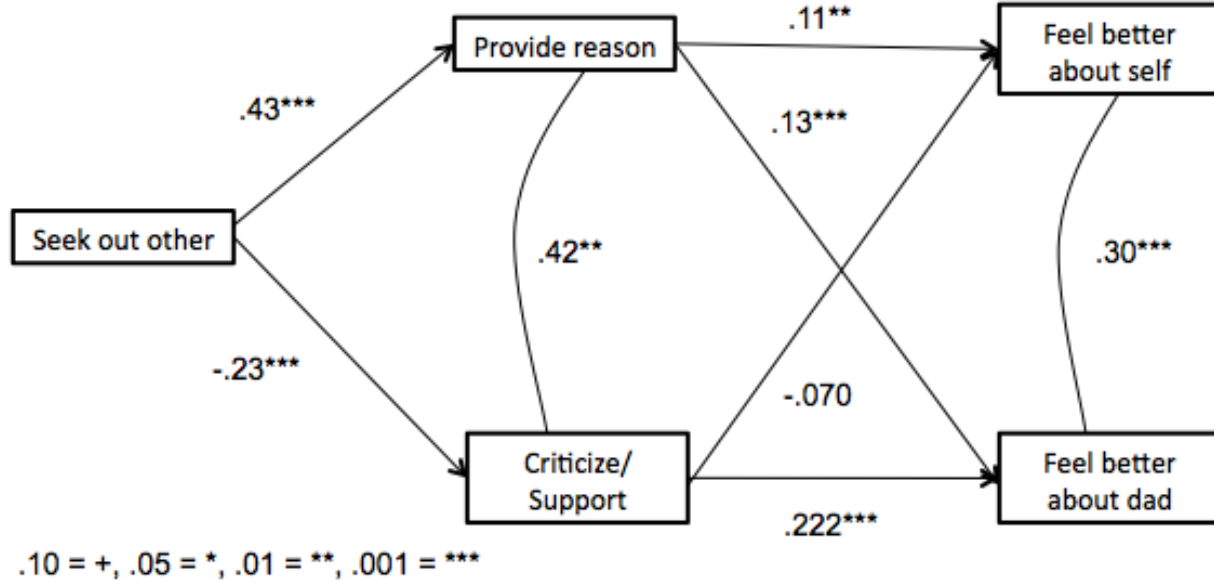 .11**
Provide reason
Feel better
about self
.43***
.13***
Seek out other
.42**
.30***
-.23***
-.070
Criticize/
Support
Feel better
about dad
.222***
.10 = +, .05 = *, .01 = **, .001 = ***